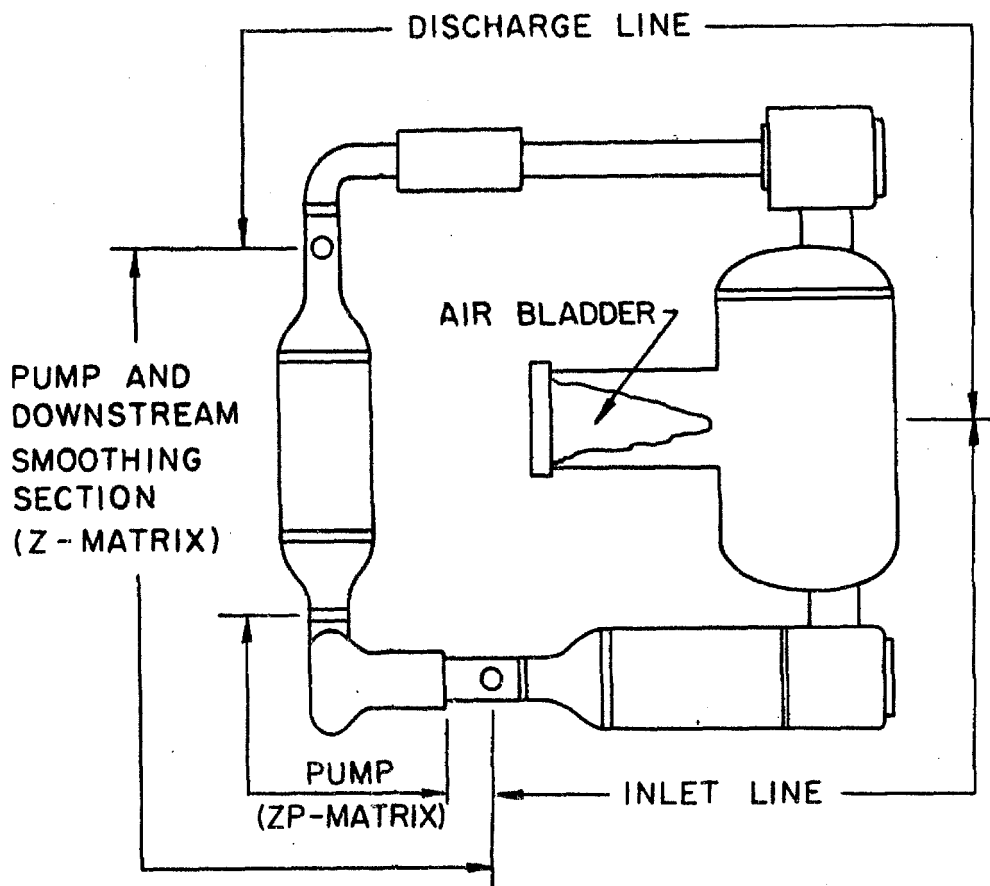 DISCHARGE LINE
AIR BLADDER
PUMP AND
DOWNSTREAM
SMOOTHING
SECTION
(Z-MATRIX)
PUMP
(ZP-MATRIX)
INLET LINE